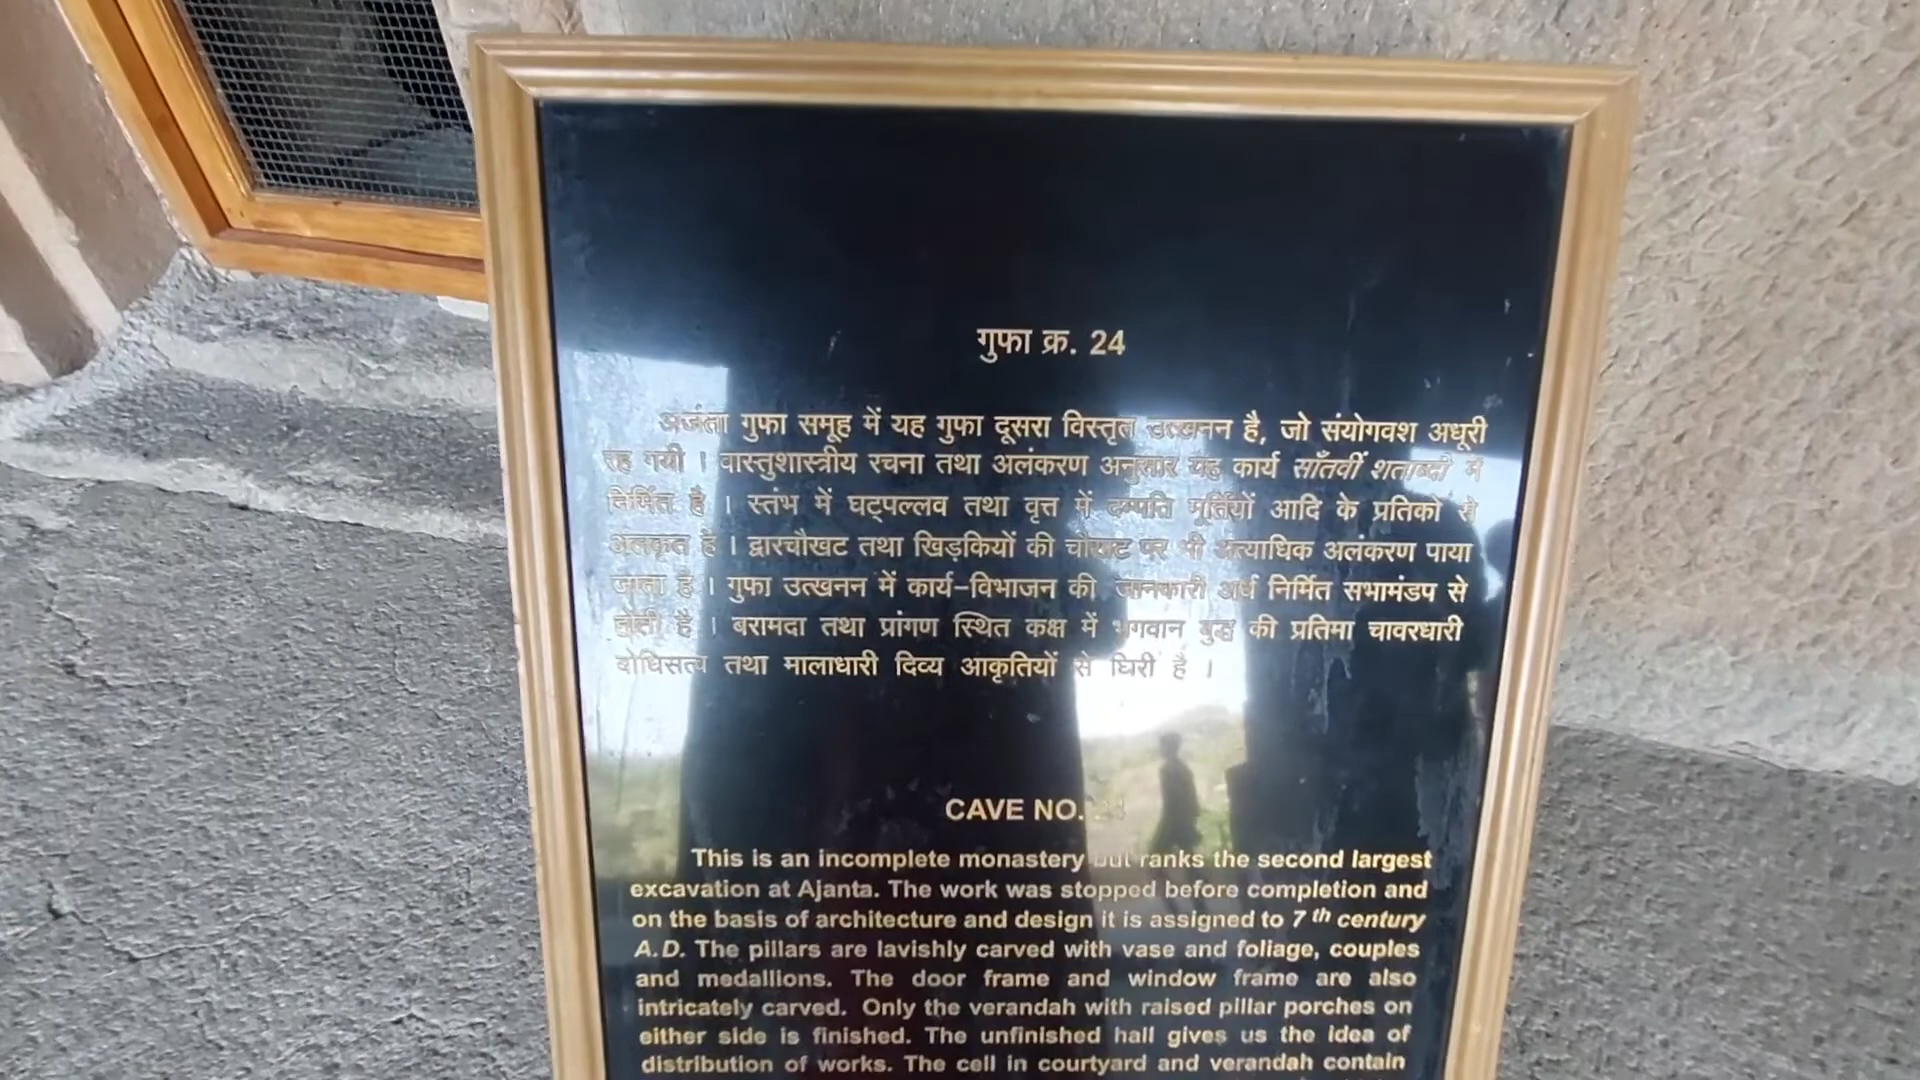 गुफा क्र. 24
अजंता गुफा समूह में यह गुफा दूसरा विस्तृत उत्खनन है, जो संयोगवश अधूरी
रह गयी । वास्तुशास्त्रीय रचना तथा अलंकरण अनुसार यह कार्य साँतवीं शताब्दी में
निर्मित है । स्तंभ में घट्पल्लव तथा वृत्त में दम्पति मूर्तियों आदि के प्रतिको से
अलंकृत है । द्वारचौखट तथा खिड़कियों की चौखट पर भी अत्याधिक अलंकरण पाया
जाता है । गुफा उत्खनन में कार्य–विभाजन की जानकारी अर्ध निर्मित सभामंडप से
होती है । बरामदा तथा प्रांगण स्थित कक्ष में भगवान बुद्ध की प्रतिमा चावरधारी
बोधिसत्व तथा मालाधारी दिव्य आकृतियों से घिरी है ।
CAVE NO. 24
This is an incomplete monastery but ranks the second largest
excavation at Ajanta. The work was stopped before completion and
on the basis of architecture and design it is assigned to 7 th century
A.D. The pillars are lavishly carved with vase and foliage, couples
and medallions. The door frame and window frame are also
intricately carved. Only the verandah with raised pillar porches on
either side is finished. The unfinished hall gives us the idea of
distribution of works. The cell in courtyard and verandah contain